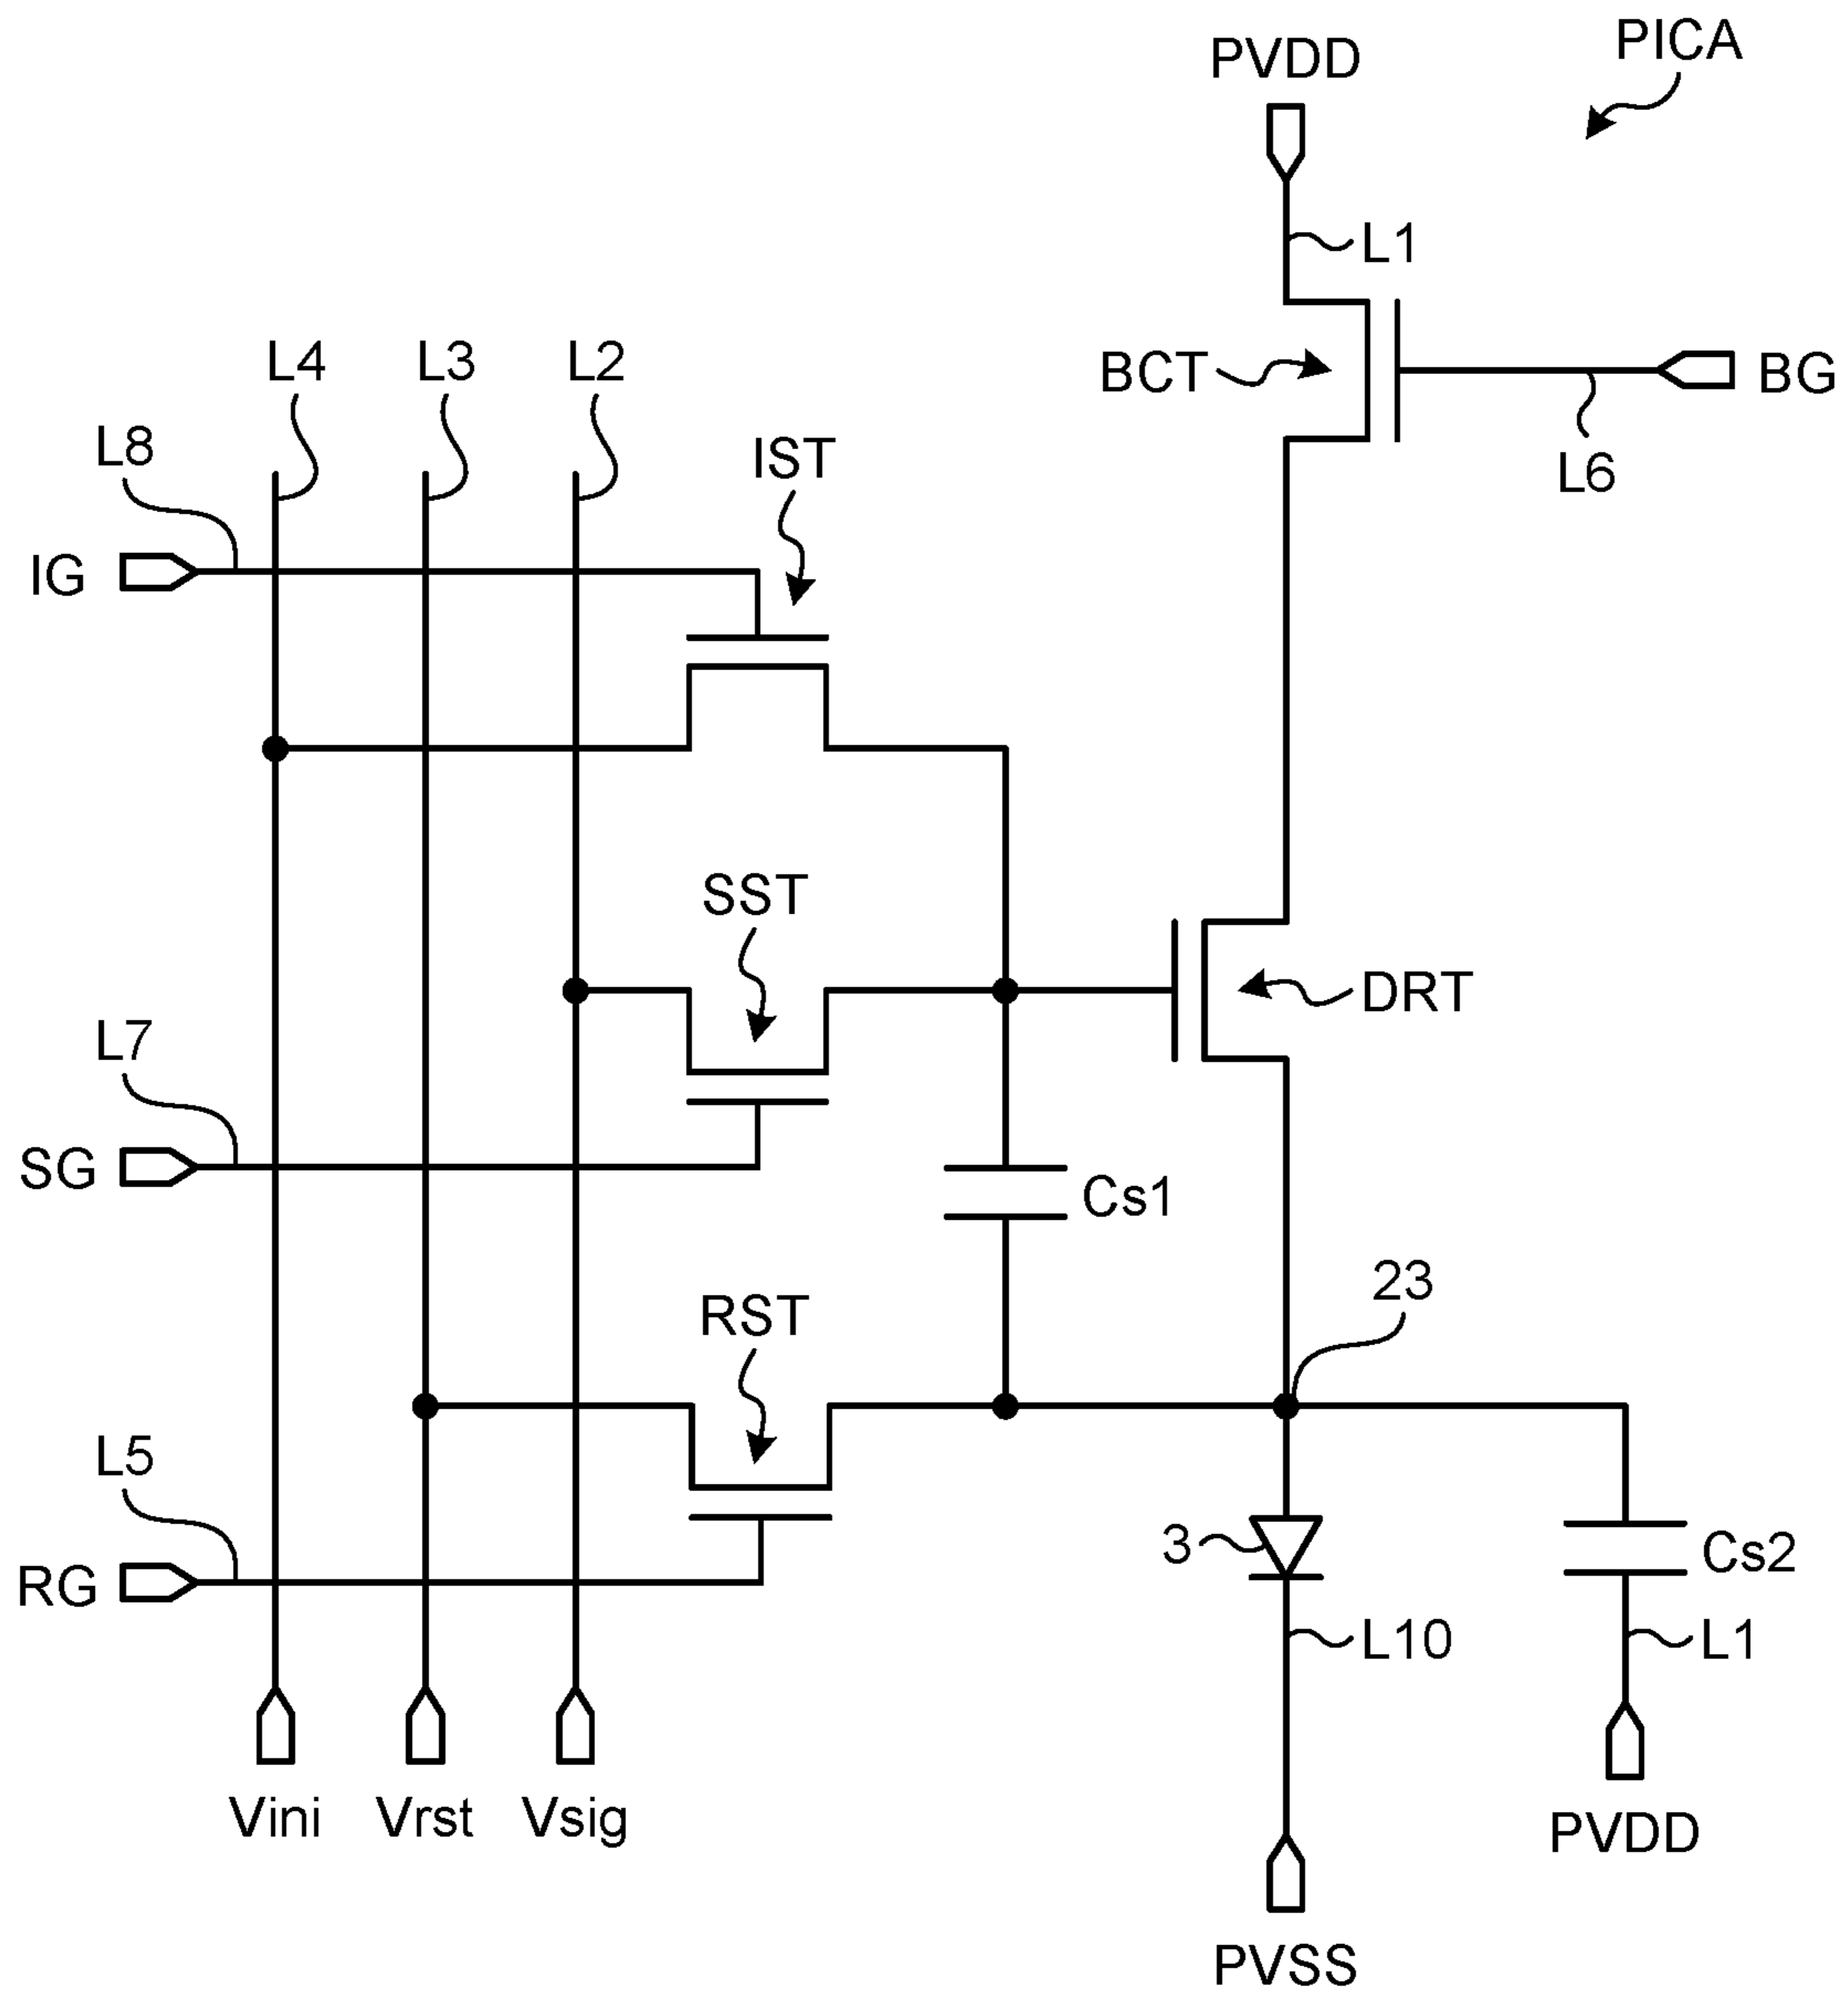 PICA
PVDD
L1
L4 L3 L2
BCT
BG
L8
IST
L6
IG
SST
DRT
L7
SG
Cs1
23
RST
L5
3
Cs2
RG
L10
L1
Vini Vrst Vsig
PVDD
PVSS